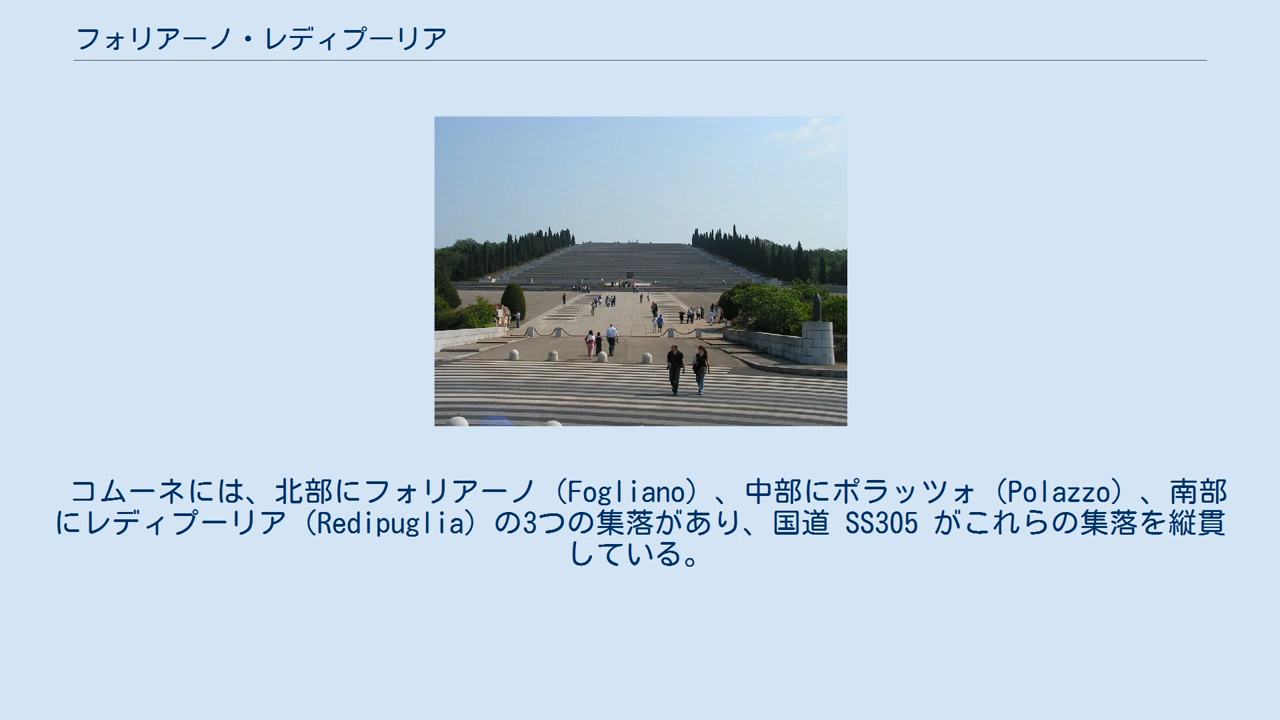 フォリアーノ・レディプーリア
コムーネには、北部にフォリアーノ（Fogliano）、中部にポラッツォ（Polazzo）、南部
にレディプーリア（Redipuglia）の3つの集落があり、国道 SS305 がこれらの集落を縦貫
している。